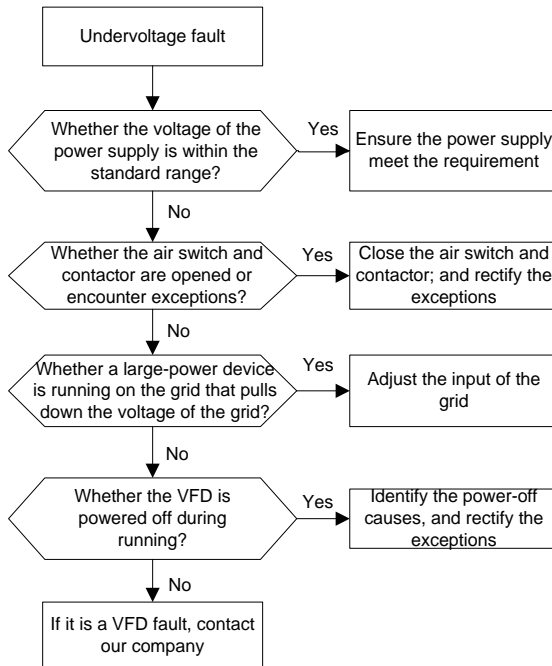 Undervoltage fault
Whether the voltage of the
power supply is within the
standard range?
Yes
Ensure the power supply
meet the requirement
No
Whether the air switch and
contactor are opened or
encounter exceptions?
Yes
Close the air switch and
contactor; and rectify the
exceptions
No
Whether a large-power device
is running on the grid that pulls
down the voltage of the grid?
Yes
Adjust the input of the
grid
No
Whether the VFD is
powered off during
running?
Yes
Identify the power-off
causes, and rectify the
exceptions
No
If it is a VFD fault, contact
our company